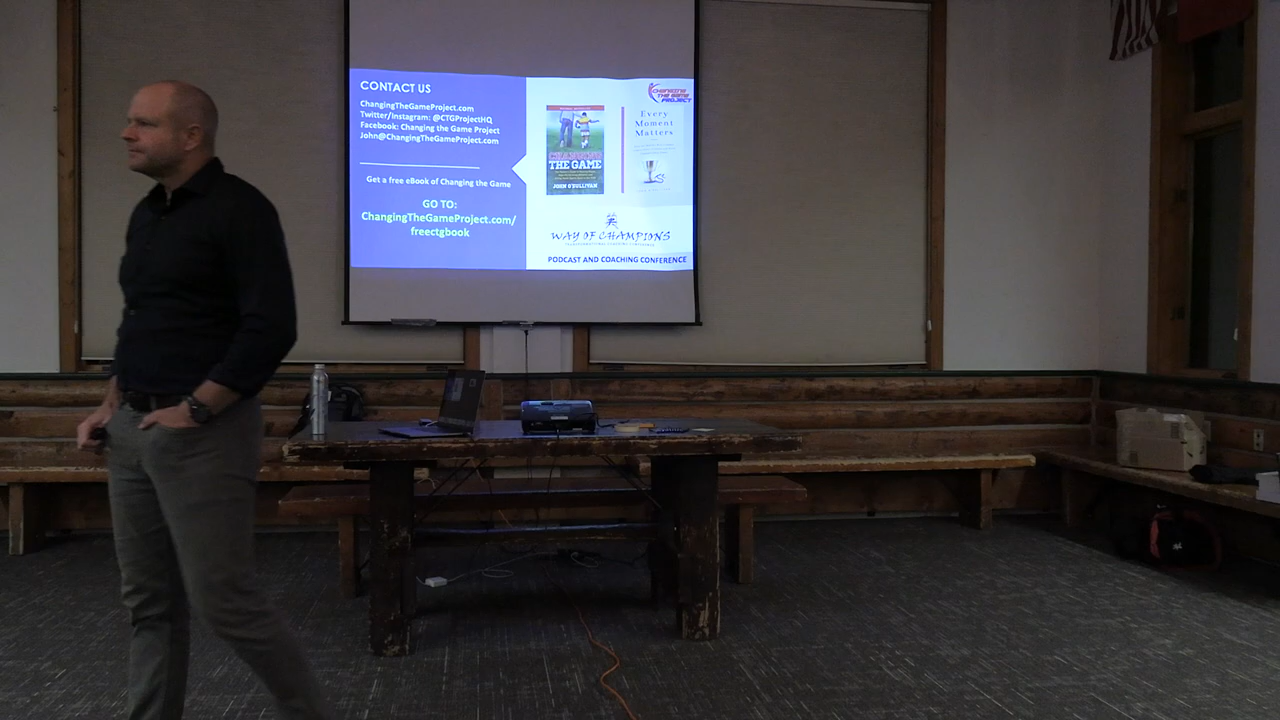 CONTACT US
ChangingTheGameProject.com
Twitter/Instagram: @CTGProjectHQ
Facebook: Changing the Game Project
John@ChangingTheGameProject.com
Get a free eBook of Changing the Game
GO TO:
ChangingTheGameProject.com/
freectgbook
CHANGING
THE GAME
PROJECT
CHANGING
THE GAME
JOHN O'SULLIVAN
Every
Moment
Matters
WAY OF CHAMPIONS
PODCAST AND COACHING CONFERENCE